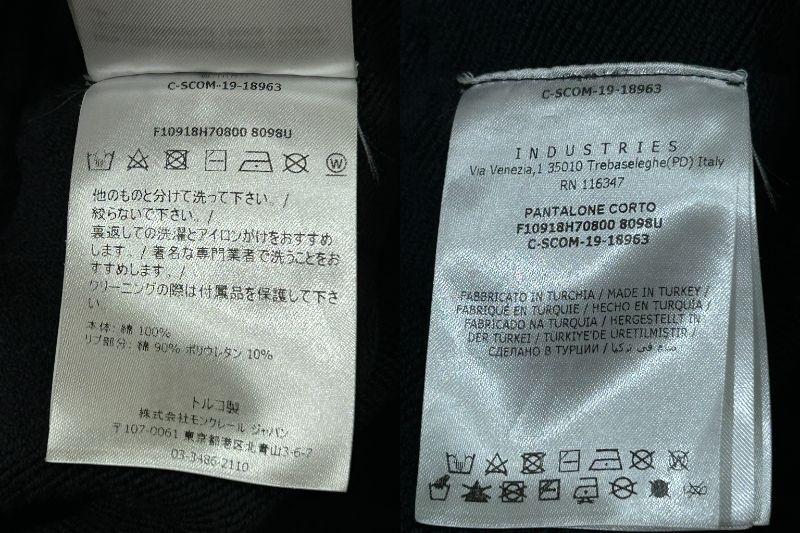 C-SCOM-19-18963
F10918H70800 8098U
W
他のものと分けて洗って下さい。/
絞らないで下さい。/
裏返しての洗濯とアイロンがけをおすすめ
します。/ 著名な専門業者で洗うことをお
すすめします。/
クリーニングの際は付属品を保護して下さ
い.
本体: 綿 100%
リブ部分: 綿 90% ポリウレタン 10%
トルコ製
株式会社モンクレール ジャパン
〒107-0061 東京都港区北青山3-6-7
03-3486-2110
C-SCOM-19-18963
INDUSTRIES
Via Venezia,1 35010 Trebaseleghe(PD) Italy
RN 116347
PANTALONE CORTO
F10918H70800 8098U
C-SCOM-19-18963
FABBRICATO IN TURCHIA / MADE IN TURKEY /
FABRIQUÉ EN TURQUIE / HECHO EN TURQUÍA /
FABRICADO NA TURQUIA / HERGESTELLT IN
DER TÜRKEI / TÜRKİYE'DE ÜRETİLMİŞTİR /
СДЕЛАНО В ТУРЦИИ / صنع في تركيا